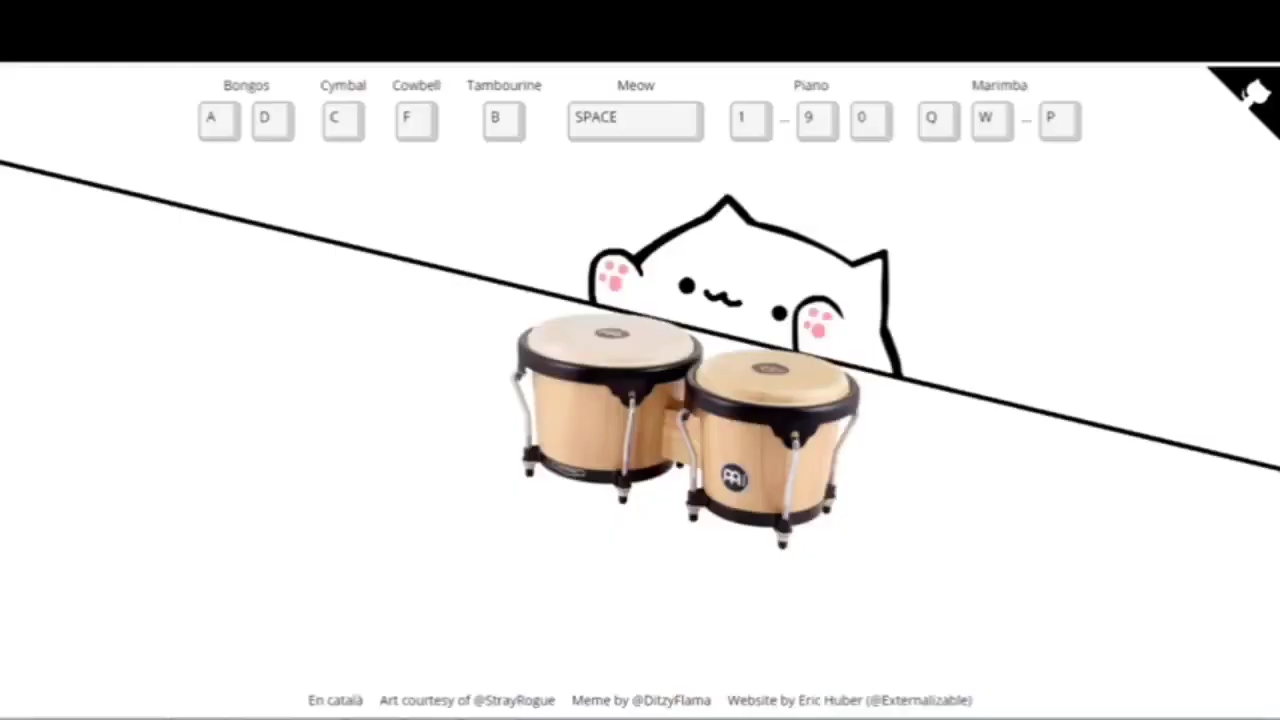 Bongos Cymbal Cowbell Tambourine Meow Piano Marimba
A D C F B SPACE 1 ... 9 0 Q W ... P
En català Art courtesy of @StrayRogue Meme by @DitzyFlama Website by Eric Huber (@Externalizable)